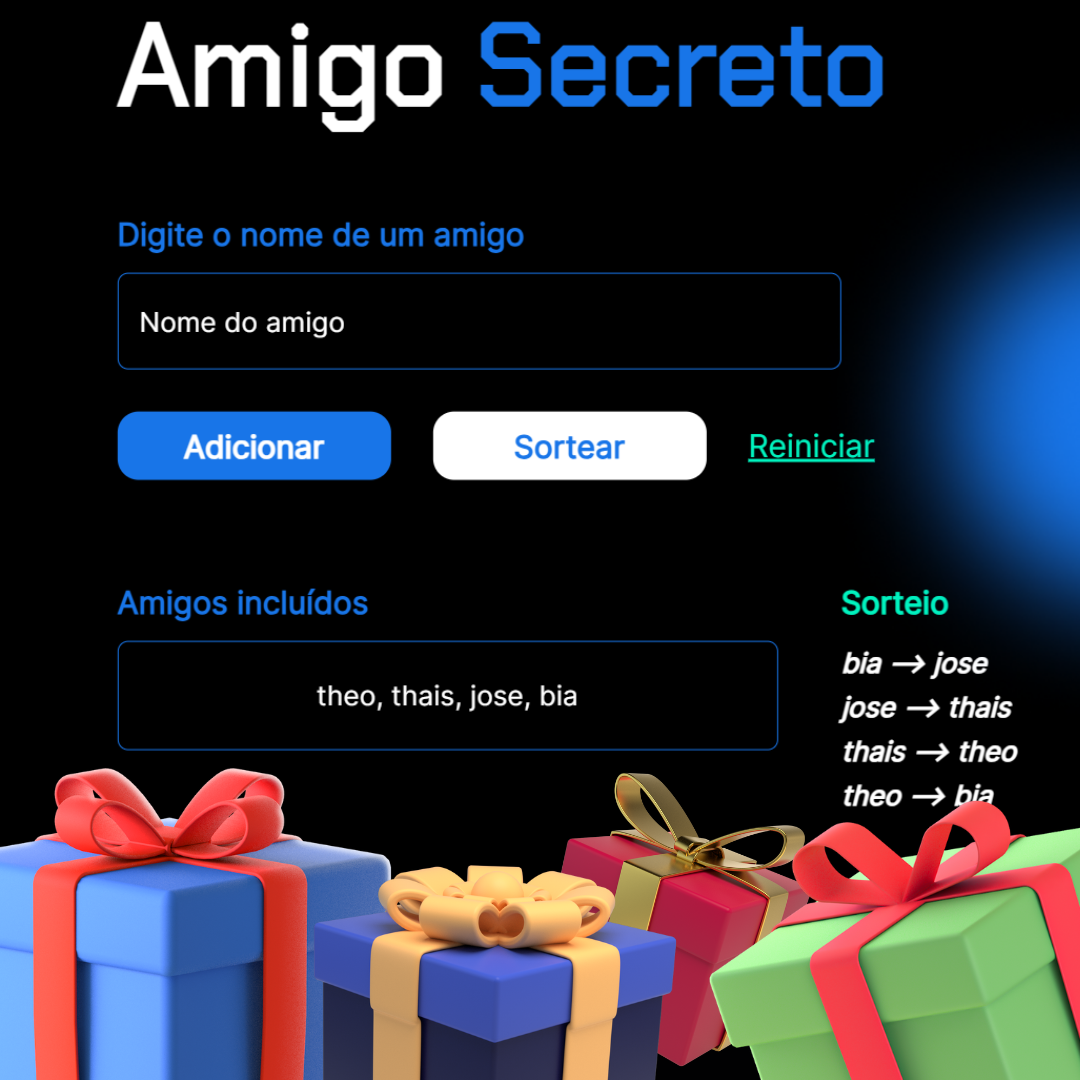 Amigo Secreto
Digite o nome de um amigo
Nome do amigo
Adicionar
Sortear
Reiniciar
Amigos incluídos
theo, thais, jose, bia
Sorteio
bia → jose
jose → thais
thais → theo
theo → bia